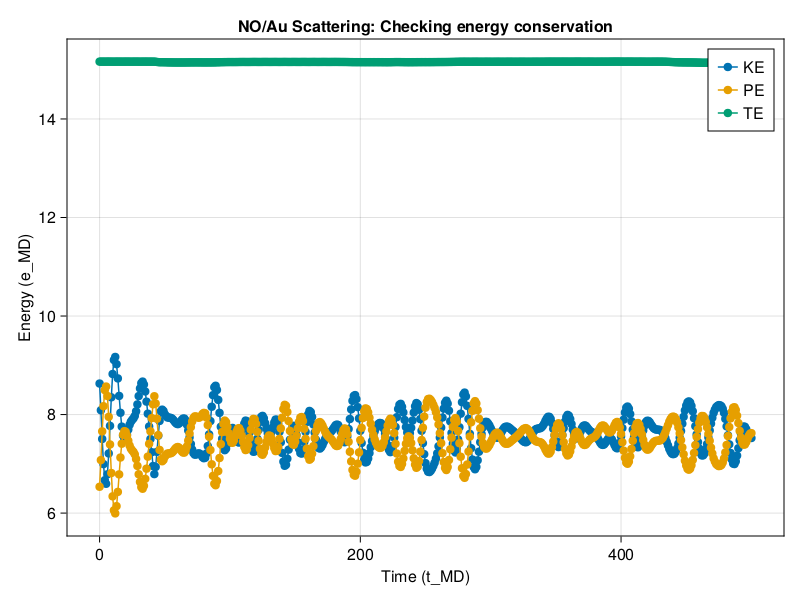 NO/Au Scattering: Checking energy conservation
KE
PE
TE
14
12
10
8
6
Energy (e_MD)
0
200
400
Time (t_MD)